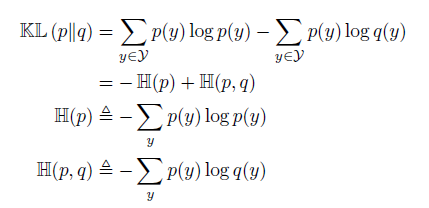 𝕂𝕃 (p‖q) = ∑_{y∈𝒴} p(y) log p(y) − ∑_{y∈𝒴} p(y) log q(y)
= − ℍ(p) + ℍ(p, q)
ℍ(p) ≜ − ∑_y p(y) log p(y)
ℍ(p, q) ≜ − ∑_y p(y) log q(y)